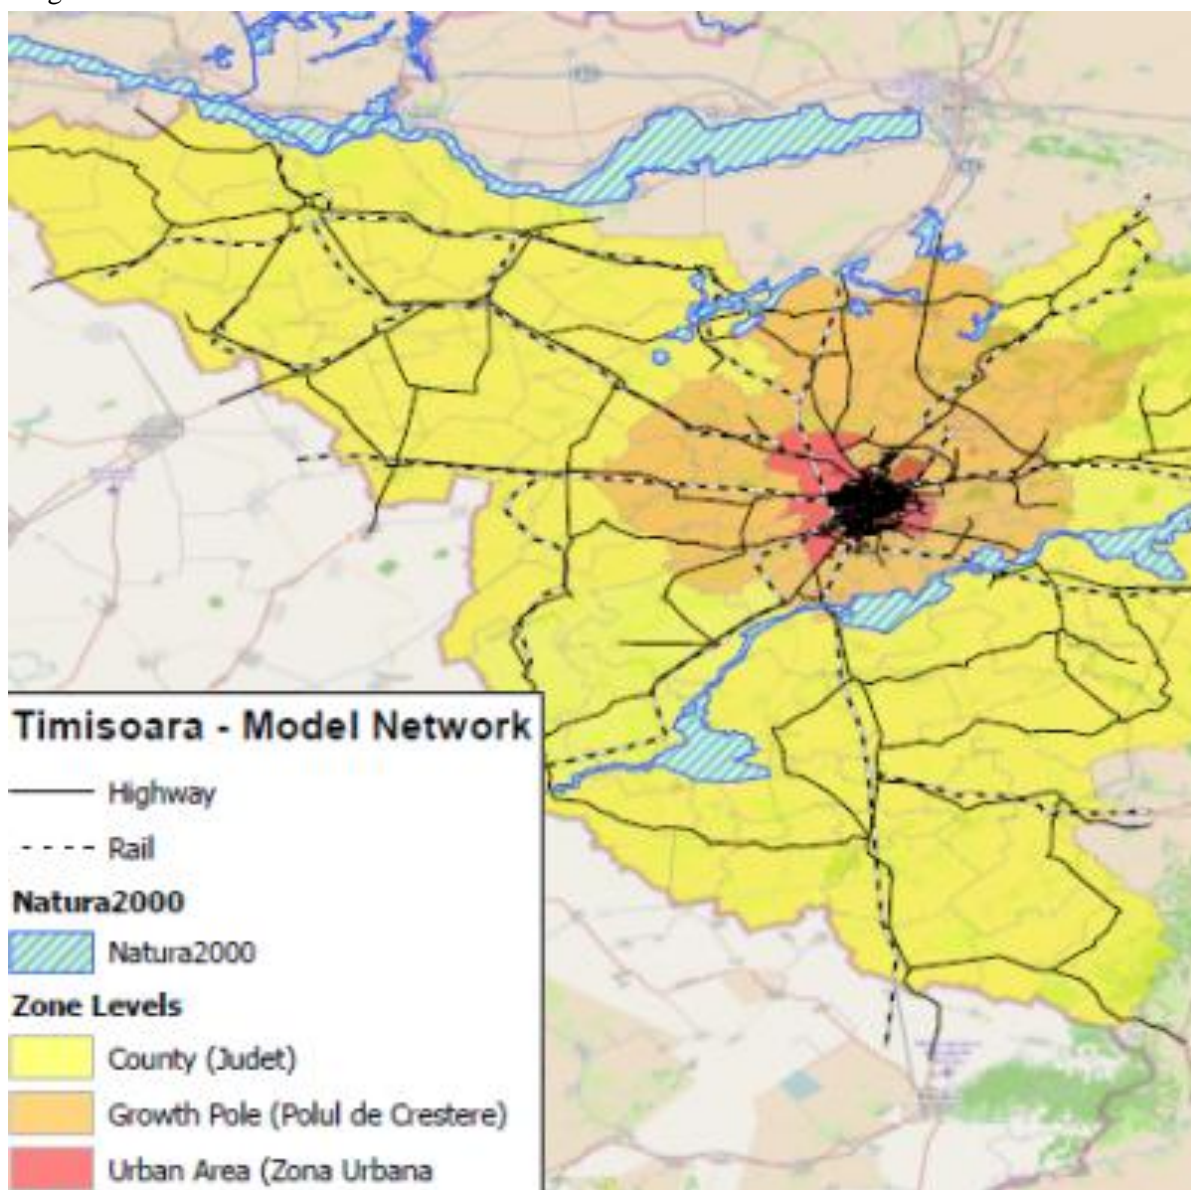 Timisoara - Model Network
Highway
Rail
Natura2000
Natura2000
Zone Levels
County (Judet)
Growth Pole (Polul de Crestere)
Urban Area (Zona Urbana